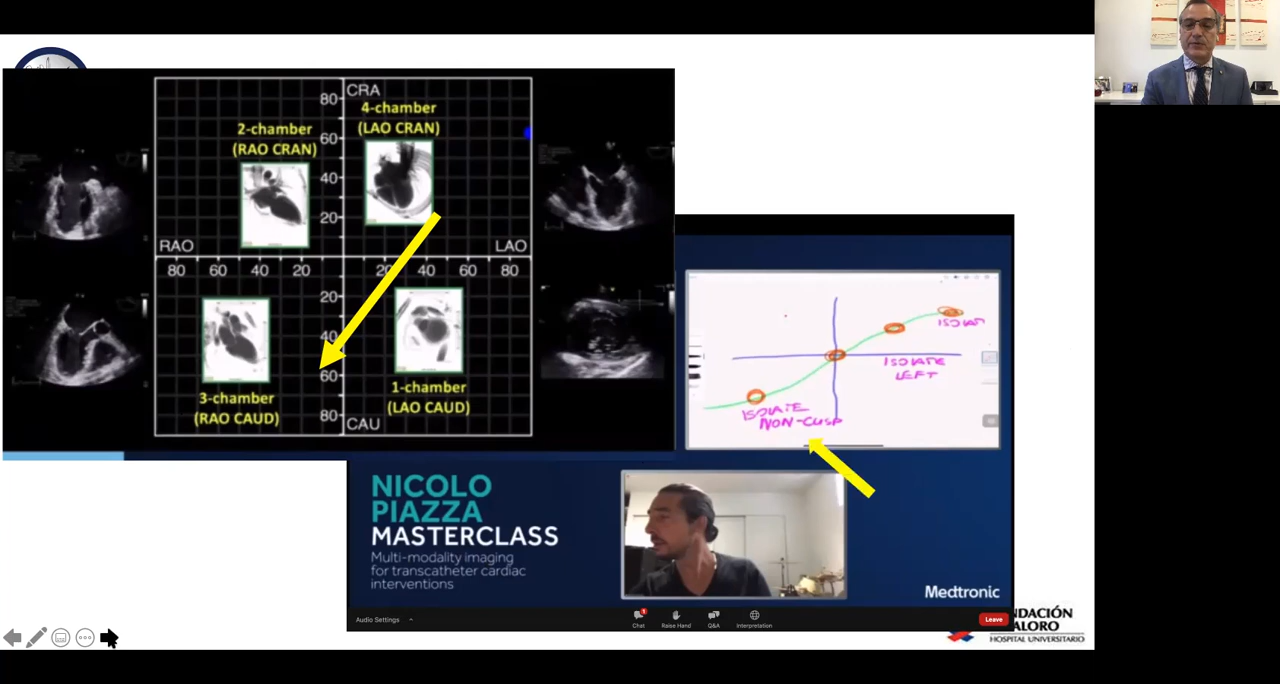 80
CRA
4-chamber
(LAO CRAN)
2-chamber
(RAO CRAN)
60
40
20
RAO
LAO
80 60 40 20
20 40 60 80
20
40
60
80
CAU
3-chamber
(RAO CAUD)
1-chamber
(LAO CAUD)
ISOLATE
LEFT
ISOLATE
NON-CUSP
NICOLO
PIAZZA
MASTERCLASS
Multi-modality imaging
for transcatheter cardiac
interventions
Medtronic
Audio Settings
Chat
Raise Hand
Q&A
Interpretation
Leave
NDACIÓN
ALORO
HOSPITAL UNIVERSITARIO